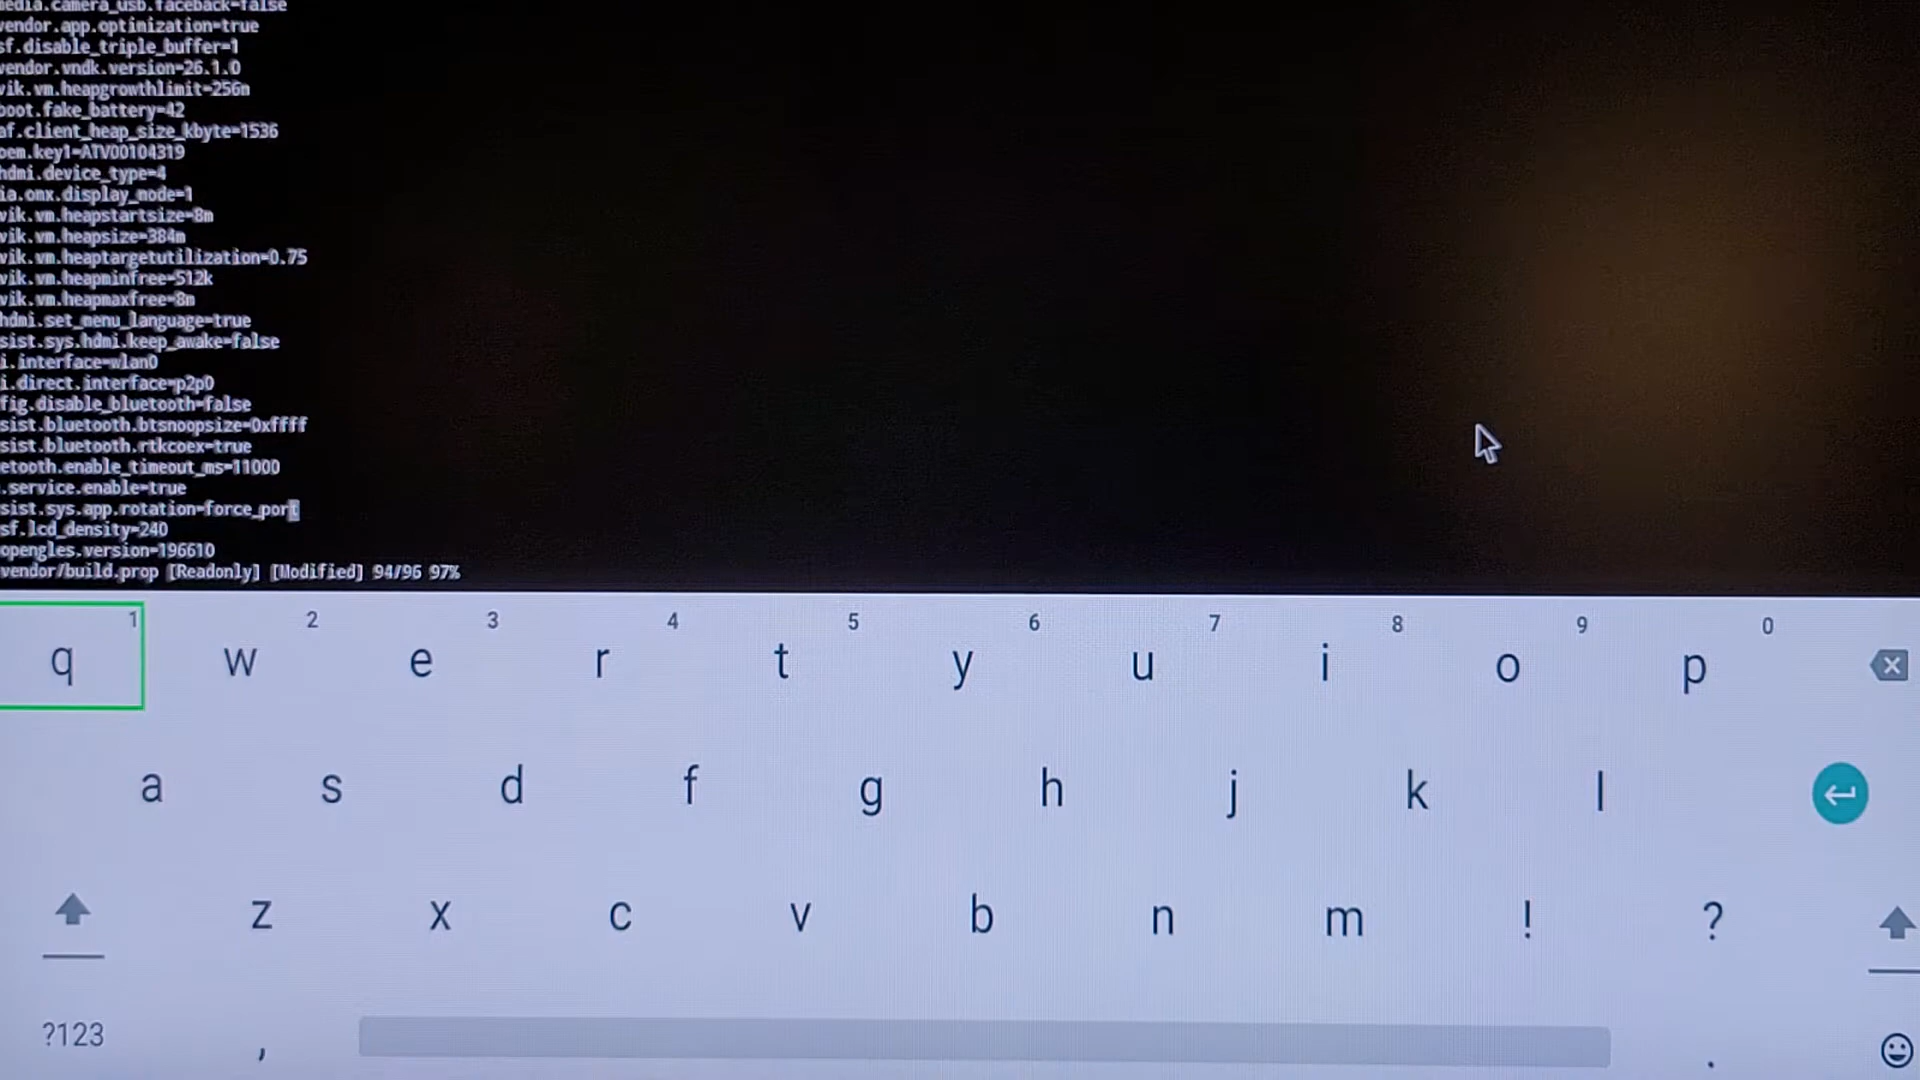 media.camera_usb.faceback=false
vendor.app.optimization=true
sf.disable_triple_buffer=1
vendor.vndk.version=26.1.0
vik.vm.heapgrowthlimit=256m
boot.fake_battery=42
af.client_heap_size_kbyte=1536
oem.key1=ATV00104319
hdmi.device_type=4
ia.omx.display_mode=1
vik.vm.heapstartsize=8m
vik.vm.heapsize=384m
vik.vm.heaptargetutilization=0.75
vik.vm.heapminfree=512k
vik.vm.heapmaxfree=8m
hdmi.set_menu_language=true
sist.sys.hdmi.keep_awake=false
i.interface=wlan0
i.direct.interface=p2p0
fig.disable_bluetooth=false
sist.bluetooth.btsnoopsize=0xffff
sist.bluetooth.rtkcoex=true
etooth.enable_timeout_ms=11000
.service.enable=true
sist.sys.app.rotation=force_port
sf.lcd_density=240
opengles.version=196610
vendor/build.prop [Readonly] [Modified] 94/96 97%
1 2 3 4 5 6 7 8 9 0
q w e r t y u i o p
a s d f g h j k l
z x c v b n m ! ?
?123 , .